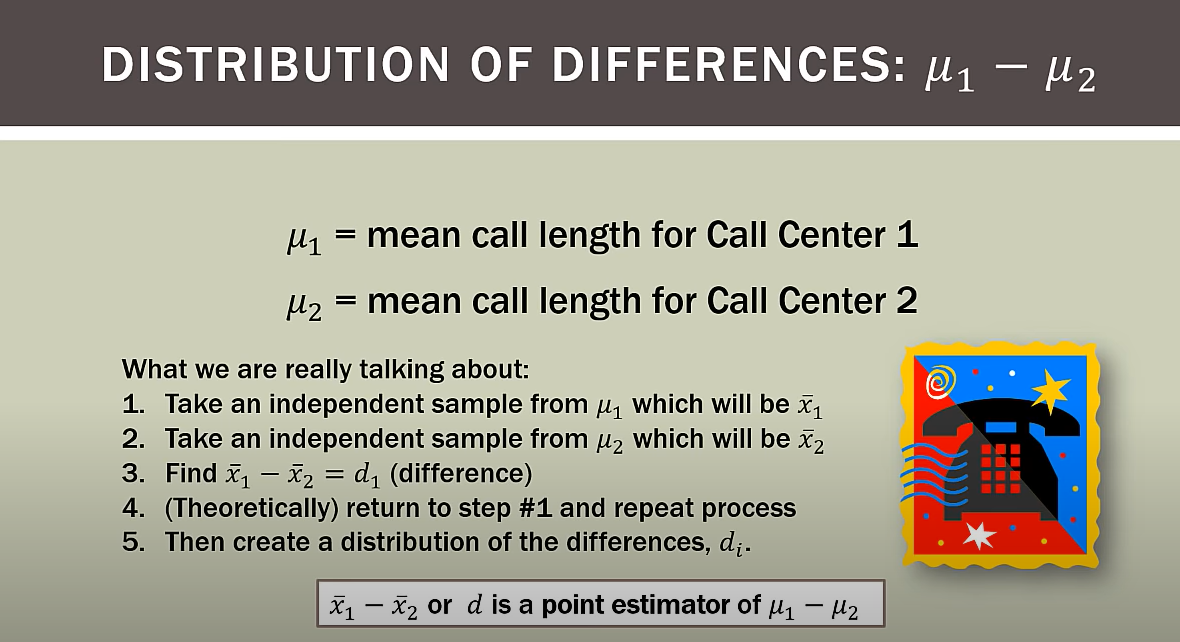 DISTRIBUTION OF DIFFERENCES: μ₁ − μ₂
μ₁ = mean call length for Call Center 1
μ₂ = mean call length for Call Center 2
What we are really talking about:
1. Take an independent sample from μ₁ which will be x̄₁
2. Take an independent sample from μ₂ which will be x̄₂
3. Find x̄₁ − x̄₂ = d₁ (difference)
4. (Theoretically) return to step #1 and repeat process
5. Then create a distribution of the differences, dᵢ.
x̄₁ − x̄₂ or d is a point estimator of μ₁ − μ₂